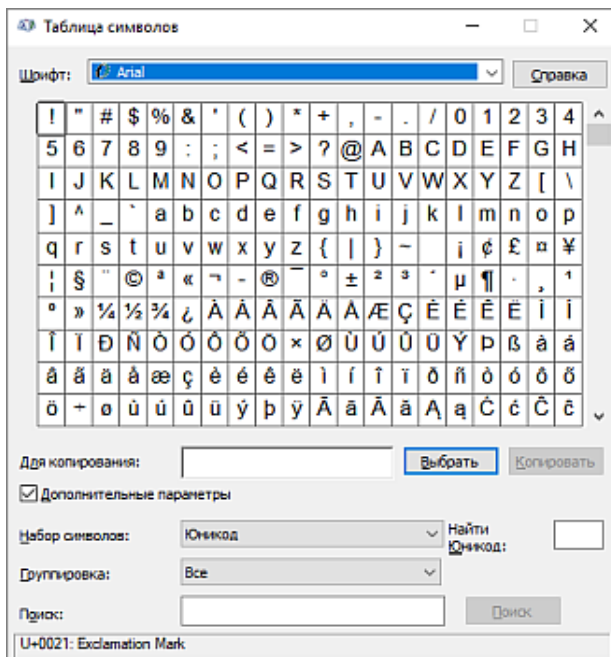 Таблица символов
Шрифт: Arial Справка
! " # $ % & ' ( ) * + , - . / 0 1 2 3 4
5 6 7 8 9 : ; < = > ? @ A B C D E F G H
I J K L M N O P Q R S T U V W X Y Z [ \
] ^ _ ` a b c d e f g h i j k l m n o p
q r s t u v w x y z { | } ~ ¡ ¢ £ ¤ ¥
¦ § ¨ © ª « ¬ - ® ¯ ° ± ² ³ ´ µ ¶ · ¸ ¹
º » ¼ ½ ¾ ¿ À Á Â Ã Ä Å Æ Ç È É Ê Ë Ì Í
Î Ï Ð Ñ Ò Ó Ô Õ Ö × Ø Ù Ú Û Ü Ý Þ ß à á
â ã ä å æ ç è é ê ë ì í î ï ð ñ ò ó ô õ
ö ÷ ø ù ú û ü ý þ ÿ Ā ā Ă ă Ą ą Ć ć Ĉ ĉ
Для копирования: Выбрать Копировать
Дополнительные параметры
Набор символов: Юникод Найти Юникод:
Группировка: Все
Поиск: Поиск
U+0021: Exclamation Mark